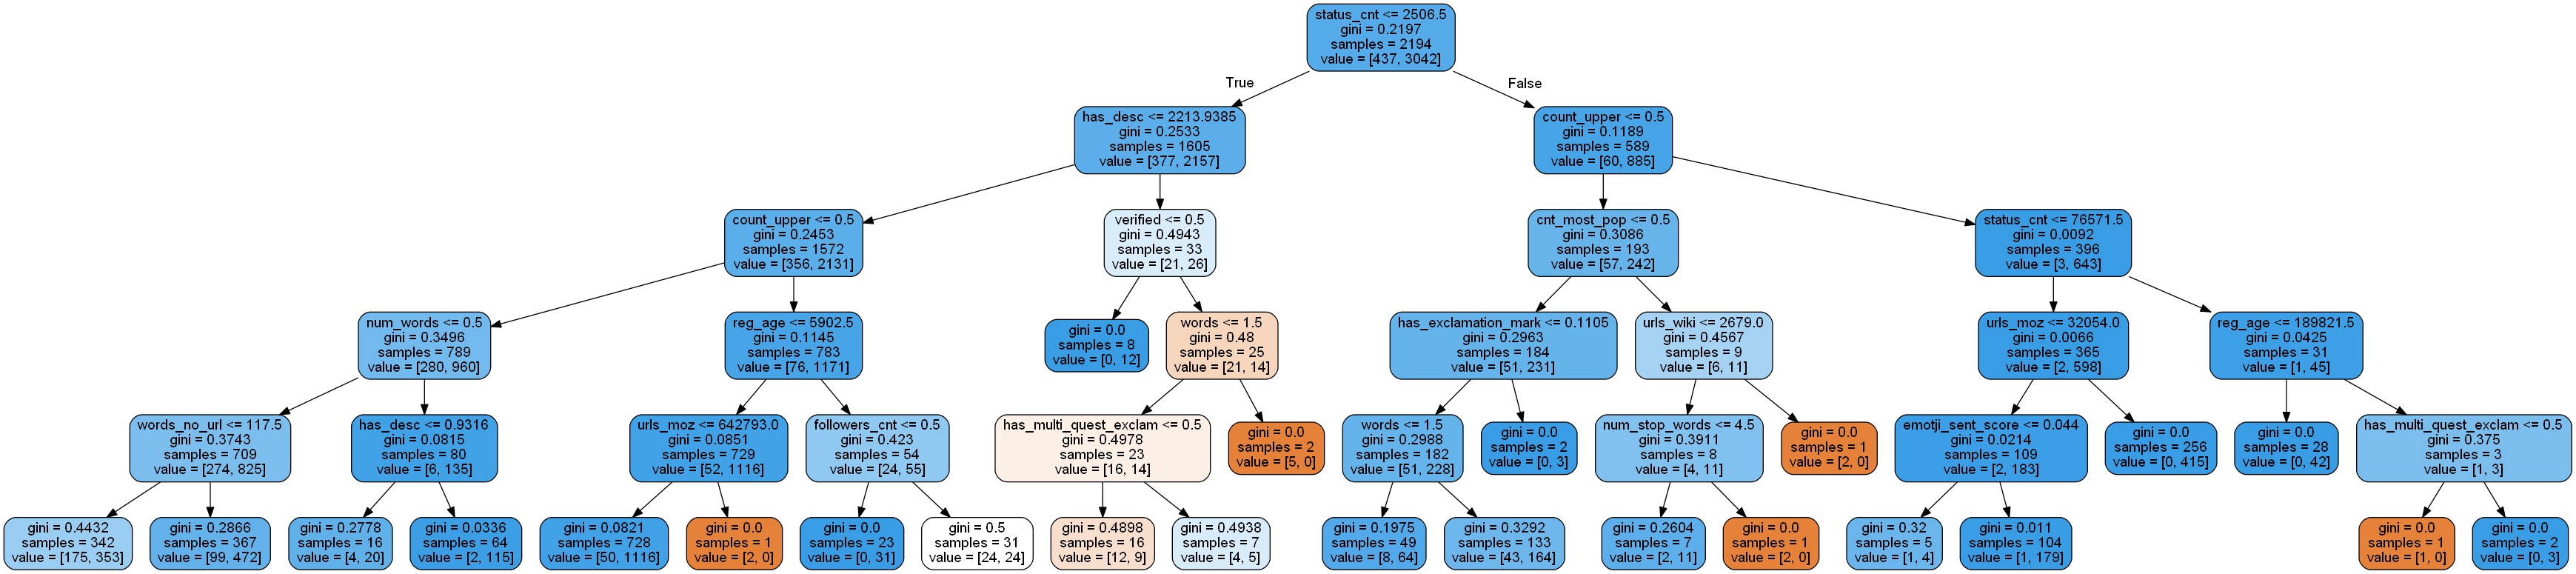 status_cnt <= 2506.5
gini = 0.2197
samples = 2194
value = [437, 3042]
True
False
has_desc <= 2213.9385
gini = 0.2533
samples = 1605
value = [377, 2157]
count_upper <= 0.5
gini = 0.1189
samples = 589
value = [60, 885]
count_upper <= 0.5
gini = 0.2453
samples = 1572
value = [356, 2131]
verified <= 0.5
gini = 0.4943
samples = 33
value = [21, 26]
cnt_most_pop <= 0.5
gini = 0.3086
samples = 193
value = [57, 242]
status_cnt <= 76571.5
gini = 0.0092
samples = 396
value = [3, 643]
num_words <= 0.5
gini = 0.3496
samples = 789
value = [280, 960]
reg_age <= 5902.5
gini = 0.1145
samples = 783
value = [76, 1171]
gini = 0.0
samples = 8
value = [0, 12]
words <= 1.5
gini = 0.48
samples = 25
value = [21, 14]
has_exclamation_mark <= 0.1105
gini = 0.2963
samples = 184
value = [51, 231]
urls_wiki <= 2679.0
gini = 0.4567
samples = 9
value = [6, 11]
urls_moz <= 32054.0
gini = 0.0066
samples = 365
value = [2, 598]
reg_age <= 189821.5
gini = 0.0425
samples = 31
value = [1, 45]
words_no_url <= 117.5
gini = 0.3743
samples = 709
value = [274, 825]
has_desc <= 0.9316
gini = 0.0815
samples = 80
value = [6, 135]
urls_moz <= 642793.0
gini = 0.0851
samples = 729
value = [52, 1116]
followers_cnt <= 0.5
gini = 0.423
samples = 54
value = [24, 55]
has_multi_quest_exclam <= 0.5
gini = 0.4978
samples = 23
value = [16, 14]
gini = 0.0
samples = 2
value = [5, 0]
words <= 1.5
gini = 0.2988
samples = 182
value = [51, 228]
gini = 0.0
samples = 2
value = [0, 3]
num_stop_words <= 4.5
gini = 0.3911
samples = 8
value = [4, 11]
gini = 0.0
samples = 1
value = [2, 0]
emotji_sent_score <= 0.044
gini = 0.0214
samples = 109
value = [2, 183]
gini = 0.0
samples = 256
value = [0, 415]
gini = 0.0
samples = 28
value = [0, 42]
has_multi_quest_exclam <= 0.5
gini = 0.375
samples = 3
value = [1, 3]
gini = 0.4432
samples = 342
value = [175, 353]
gini = 0.2866
samples = 367
value = [99, 472]
gini = 0.2778
samples = 16
value = [4, 20]
gini = 0.0336
samples = 64
value = [2, 115]
gini = 0.0821
samples = 728
value = [50, 1116]
gini = 0.0
samples = 1
value = [2, 0]
gini = 0.0
samples = 23
value = [0, 31]
gini = 0.5
samples = 31
value = [24, 24]
gini = 0.4898
samples = 16
value = [12, 9]
gini = 0.4938
samples = 7
value = [4, 5]
gini = 0.1975
samples = 49
value = [8, 64]
gini = 0.3292
samples = 133
value = [43, 164]
gini = 0.2604
samples = 7
value = [2, 11]
gini = 0.0
samples = 1
value = [2, 0]
gini = 0.32
samples = 5
value = [1, 4]
gini = 0.011
samples = 104
value = [1, 179]
gini = 0.0
samples = 1
value = [1, 0]
gini = 0.0
samples = 2
value = [0, 3]